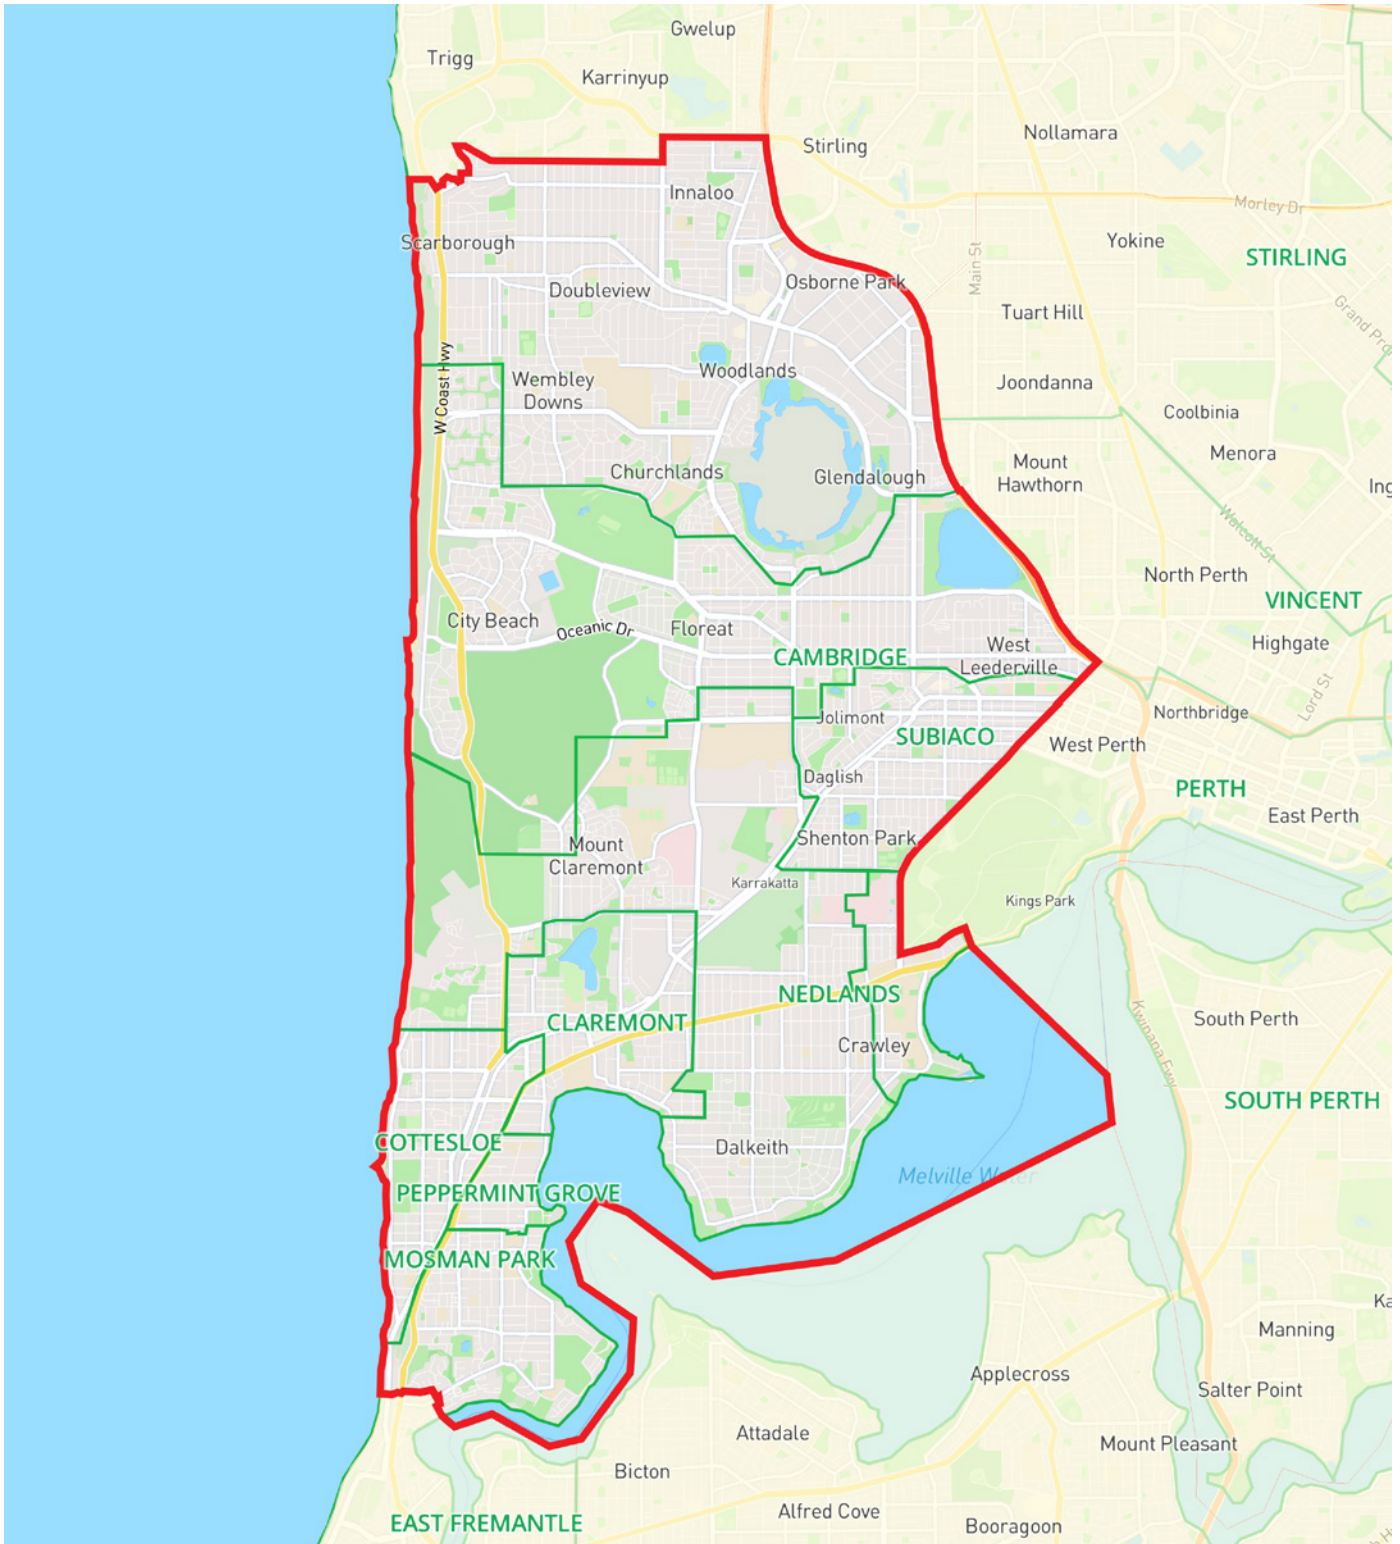 Gwelup
Trigg
Karrinyup
Nollamara
Stirling
Innaloo
Morley Dr
Scarborough
Yokine
Main St
STIRLING
Osborne Park
Doubleview
Tuart Hill
Woodlands
W Coast Hwy
Wembley
Downs
Joondanna
Coolbinia
Menora
Churchlands
Glendalough
Mount
Hawthorn
Walcott St
North Perth
VINCENT
City Beach
Oceanic Dr
Floreat
West
Leederville
Highgate
CAMBRIDGE
Lord St
Jolimont
Northbridge
SUBIACO
West Perth
Daglish
PERTH
East Perth
Shenton Park
Mount
Claremont
Karrakatta
Kings Park
NEDLANDS
CLAREMONT
South Perth
Kwinana Fwy
Crawley
SOUTH PERTH
COTTESLOE
Dalkeith
Melville Water
PEPPERMINT GROVE
MOSMAN PARK
Manning
Applecross
Salter Point
Attadale
Mount Pleasant
Bicton
Alfred Cove
EAST FREMANTLE
Booragoon